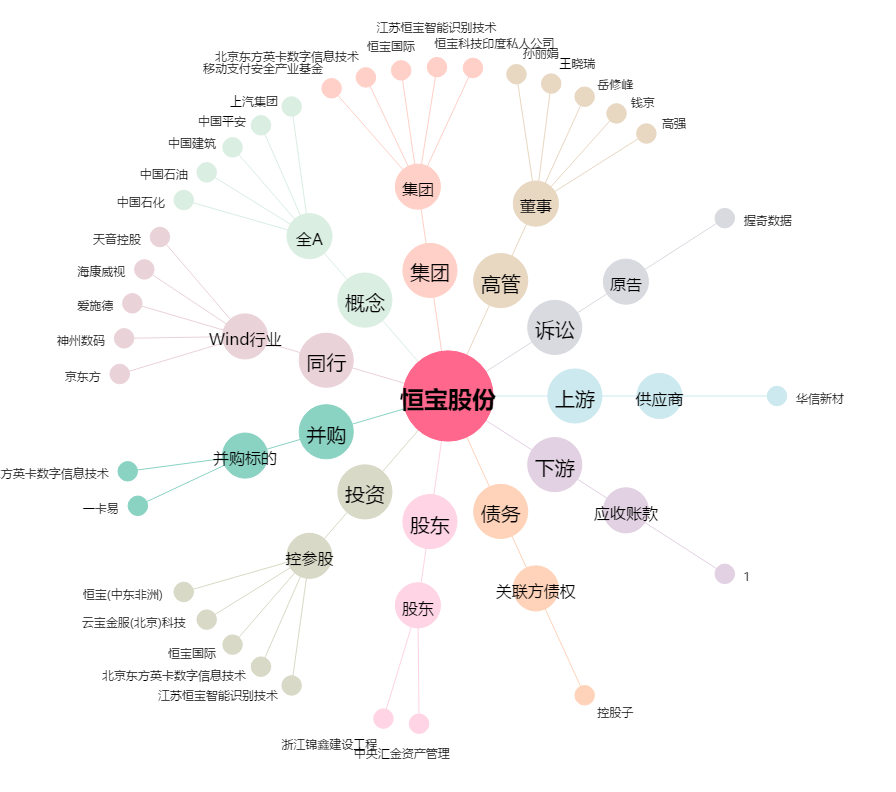 江苏恒宝智能识别技术
恒宝国际
恒宝科技印度私人公司
北京东方英卡数字信息技术
移动支付安全产业基金
孙丽娟
王晓瑞
岳修峰
钱京
高强
上汽集团
中国平安
中国建筑
中国石油
中国石化
集团
董事
握奇数据
全A
天音控股
海康威视
爱施德
神州数码
京东方
集团
高管
原告
概念
诉讼
Wind行业
同行
恒宝股份
上游
供应商
华信新材
并购
并购标的
方英卡数字信息技术
一卡易
投资
下游
股东
债务
应收账款
控参股
1
关联方债权
恒宝(中东非洲)
云宝金服(北京)科技
恒宝国际
北京东方英卡数字信息技术
江苏恒宝智能识别技术
股东
控股子
浙江锦鑫建设工程
中央汇金资产管理